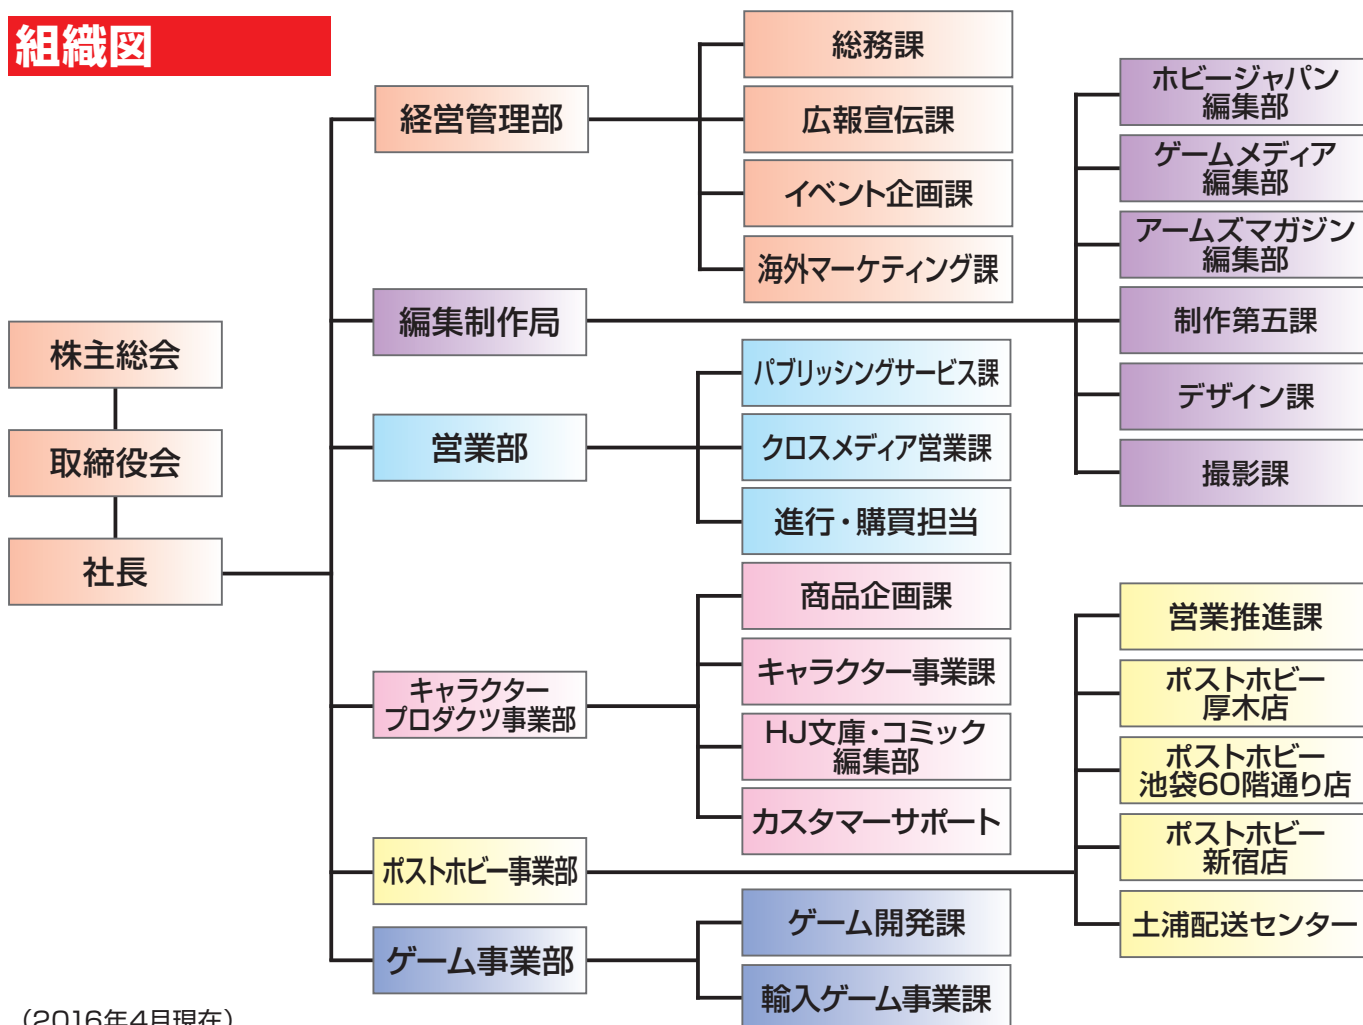 組織図
株主総会
取締役会
社長
経営管理部
総務課
広報宣伝課
イベント企画課
海外マーケティング課
編集制作局
ホビージャパン
編集部
ゲームメディア
編集部
アームズマガジン
編集部
制作第五課
デザイン課
撮影課
営業部
パブリッシングサービス課
クロスメディア営業課
進行・購買担当
キャラクター
プロダクツ事業部
商品企画課
キャラクター事業課
HJ文庫・コミック
編集部
カスタマーサポート
ポストホビー事業部
営業推進課
ポストホビー
厚木店
ポストホビー
池袋60階通り店
ポストホビー
新宿店
土浦配送センター
ゲーム事業部
ゲーム開発課
輸入ゲーム事業課
（2016年4月現在）